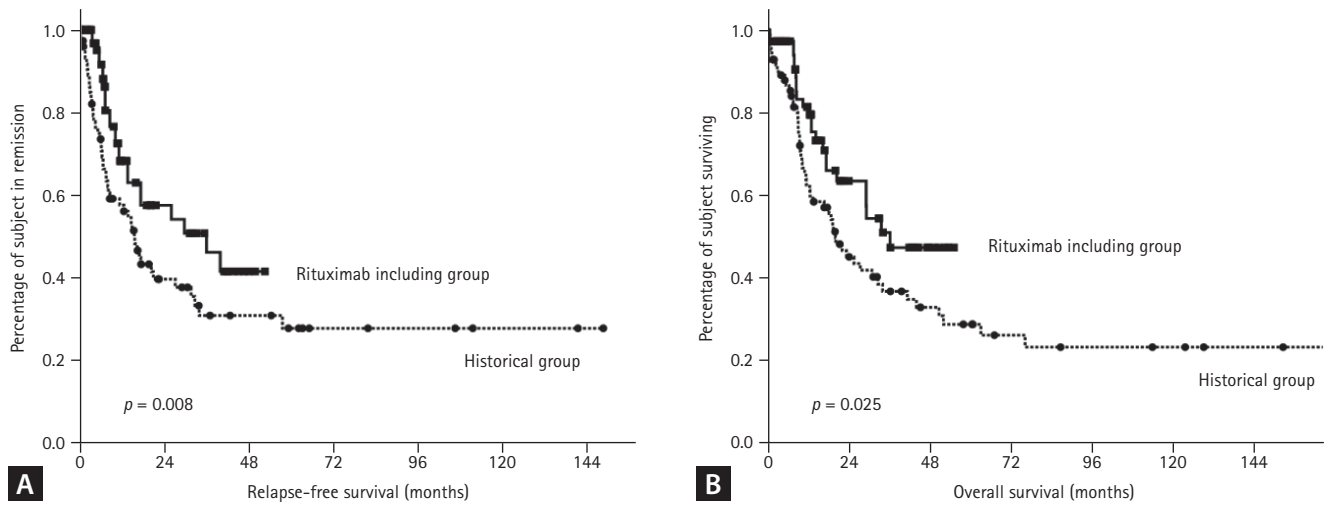 Percentage of subject in remission
1.0
0.8
0.6
0.4
0.2
0.0
0 24 48 72 96 120 144
Relapse-free survival (months)
Rituximab including group
Historical group
p = 0.008
A
Percentage of subject surviving
1.0
0.8
0.6
0.4
0.2
0.0
0 24 48 72 96 120 144
Overall survival (months)
Rituximab including group
Historical group
p = 0.025
B